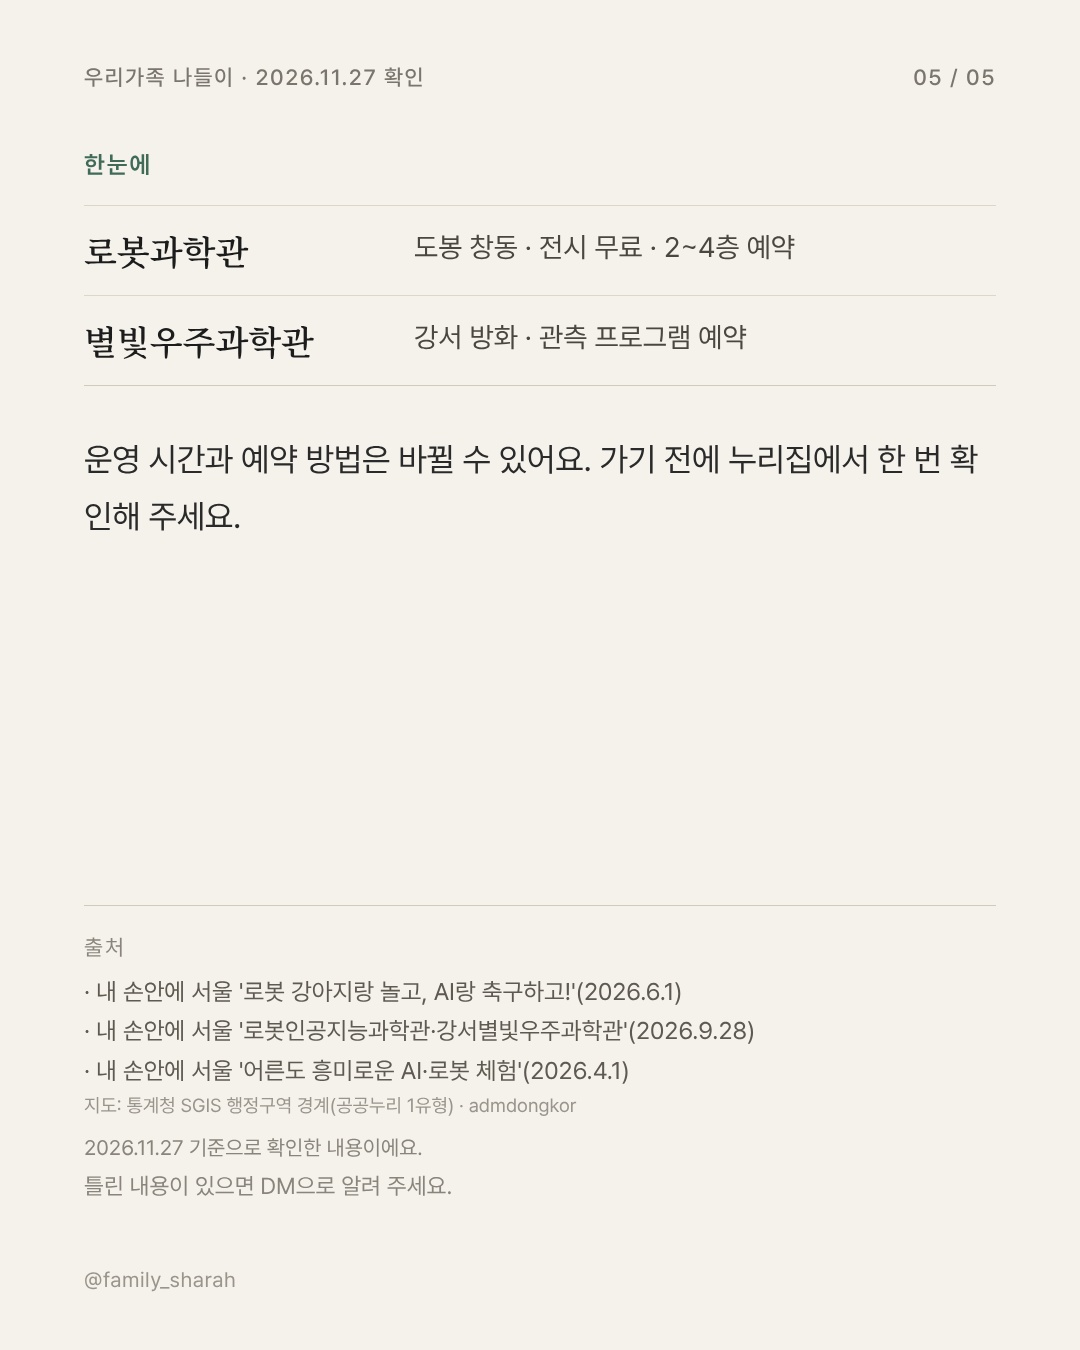 우리가족 나들이 · 2026.11.27 확인
05 / 05
한눈에
로봇과학관
도봉 창동 · 전시 무료 · 2~4층 예약
별빛우주과학관
강서 방화 · 관측 프로그램 예약
운영 시간과 예약 방법은 바뀔 수 있어요. 가기 전에 누리집에서 한 번 확
인해 주세요.
출처
· 내 손안에 서울 '로봇 강아지랑 놀고, AI랑 축구하고!'(2026.6.1)
· 내 손안에 서울 '로봇인공지능과학관·강서별빛우주과학관'(2026.9.28)
· 내 손안에 서울 '어른도 흥미로운 AI·로봇 체험'(2026.4.1)
지도: 통계청 SGIS 행정구역 경계(공공누리 1유형) · admdongkor
2026.11.27 기준으로 확인한 내용이에요.
틀린 내용이 있으면 DM으로 알려 주세요.
@family_sharah